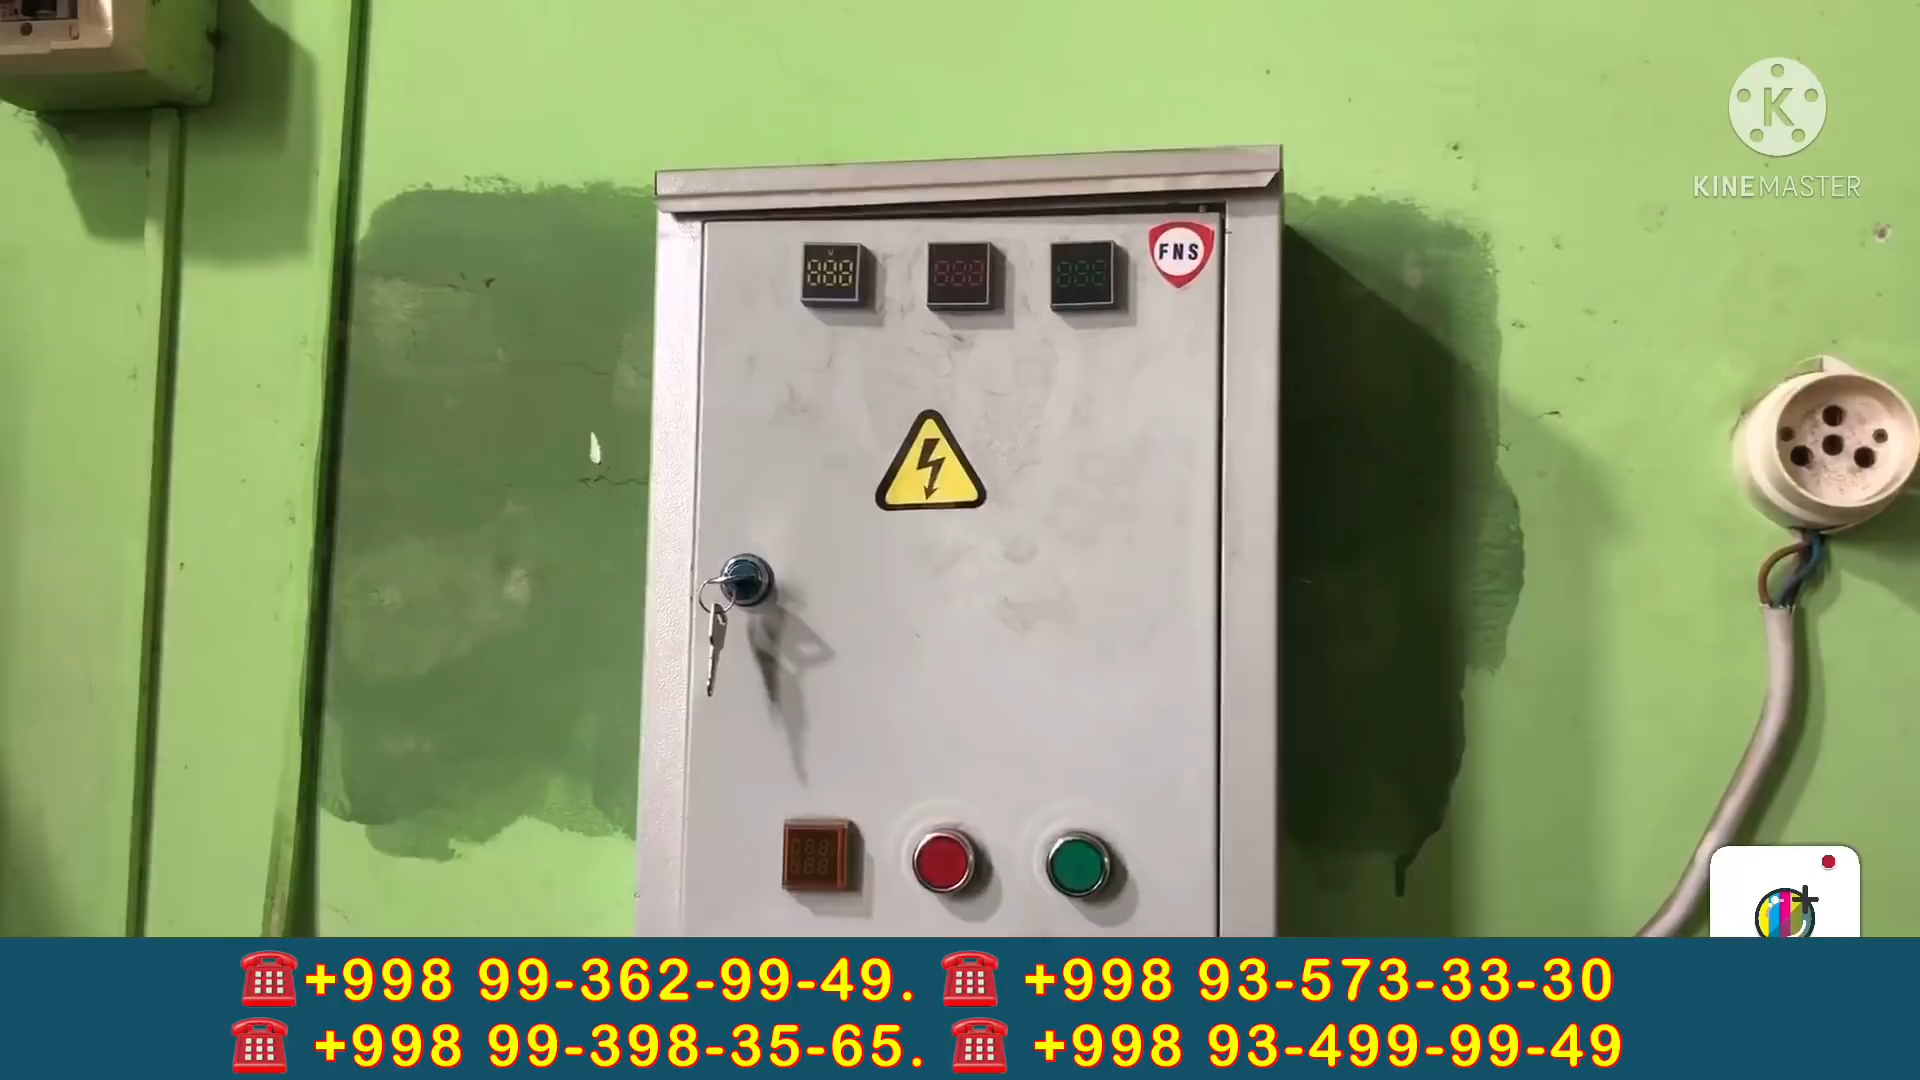 K
KINEMASTER
FNS
V
☎+998 99-362-99-49. ☎ +998 93-573-33-30
☎ +998 99-398-35-65. ☎ +998 93-499-99-49